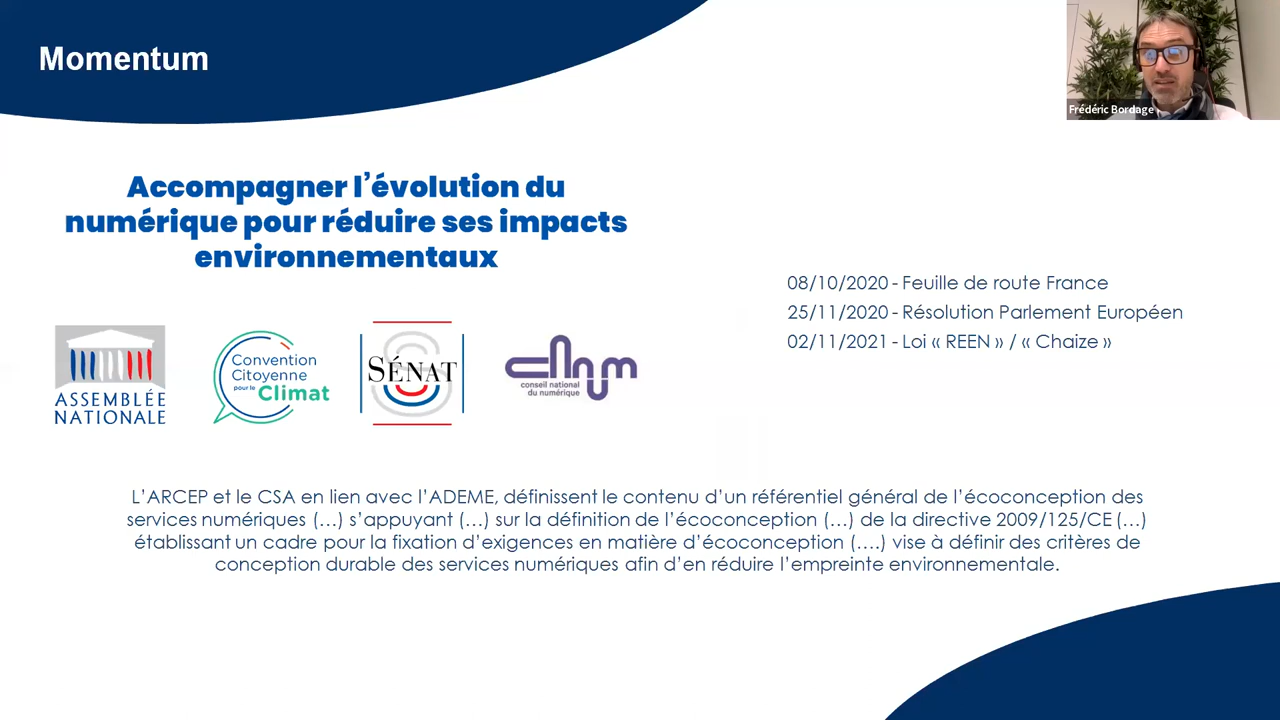 Momentum
Frédéric Bordage
Accompagner l’évolution du
numérique pour réduire ses impacts
environnementaux
08/10/2020 - Feuille de route France
25/11/2020 - Résolution Parlement Européen
02/11/2021 - Loi « REEN » / « Chaize »
ASSEMBLÉE
NATIONALE
Convention
Citoyenne
pour le
Climat
SÉNAT
cnnum
conseil national
du numérique
L’ARCEP et le CSA en lien avec l’ADEME, définissent le contenu d’un référentiel général de l’écoconception des
services numériques (…) s’appuyant (…) sur la définition de l’écoconception (…) de la directive 2009/125/CE (…)
établissant un cadre pour la fixation d’exigences en matière d’écoconception (….) vise à définir des critères de
conception durable des services numériques afin d’en réduire l’empreinte environnementale.